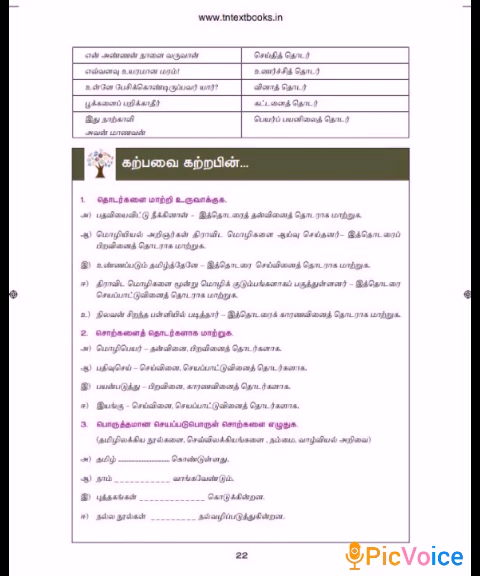 www.tntextbooks.in
என் அண்ணன் நாளை வருவான் செய்தித் தொடர்
எவ்வளவு உயரமான மரம்! உணர்ச்சித் தொடர்
உள்ளே பேசிக்கொண்டிருப்பவர் யார்? வினாத் தொடர்
பூக்களைப் பறிக்காதீர் கட்டளைத் தொடர்
இது நாற்காலி பெயர்ப் பயனிலைத் தொடர்
அவன் மாணவன்
கற்பவை கற்றபின்...
1. தொடர்களை மாற்றி உருவாக்குக.
அ) பதவியைவிட்டு நீக்கினான் - இத்தொடரைத் தன்வினைத் தொடராக மாற்றுக.
ஆ) மொழியியல் அறிஞர்கள் திராவிட மொழிகளை ஆய்வு செய்தனர்– இத்தொடரைப்
பிறவினைத் தொடராக மாற்றுக.
இ) உண்ணப்படும் தமிழ்த்தேனே – இத்தொடரை செய்வினைத் தொடராக மாற்றுக.
ஈ) திராவிட மொழிகளை மூன்று மொழிக் குடும்பங்களாகப் பகுத்துள்ளனர் – இத்தொடரை
செயப்பாட்டுவினைத் தொடராக மாற்றுக.
உ) நிலவன் சிறந்த பள்ளியில் படித்தார் – இத்தொடரைக் காரணவினைத் தொடராக மாற்றுக.
2. சொற்களைத் தொடர்களாக மாற்றுக.
அ) மொழிபெயர் – தன்வினை, பிறவினைத் தொடர்களாக.
ஆ) பதிவுசெய் – செய்வினை, செயப்பாட்டுவினைத் தொடர்களாக.
இ) பயன்படுத்து – பிறவினை, காரணவினைத் தொடர்களாக.
ஈ) இயங்கு – செய்வினை, செயப்பாட்டுவினைத் தொடர்களாக.
3. பொருத்தமான செயப்படுபொருள் சொற்களை எழுதுக.
(தமிழிலக்கிய நூல்களை, செவ்விலக்கியங்களை , நம்மை, வாழ்வியல் அறிவை)
அ) தமிழ் ____________ கொண்டுள்ளது.
ஆ) நாம் ___________ வாங்கவேண்டும்.
இ) புத்தகங்கள் _____________ கொடுக்கின்றன.
ஈ) நல்ல நூல்கள் _________ நல்வழிப்படுத்துகின்றன.
22
PicVoice